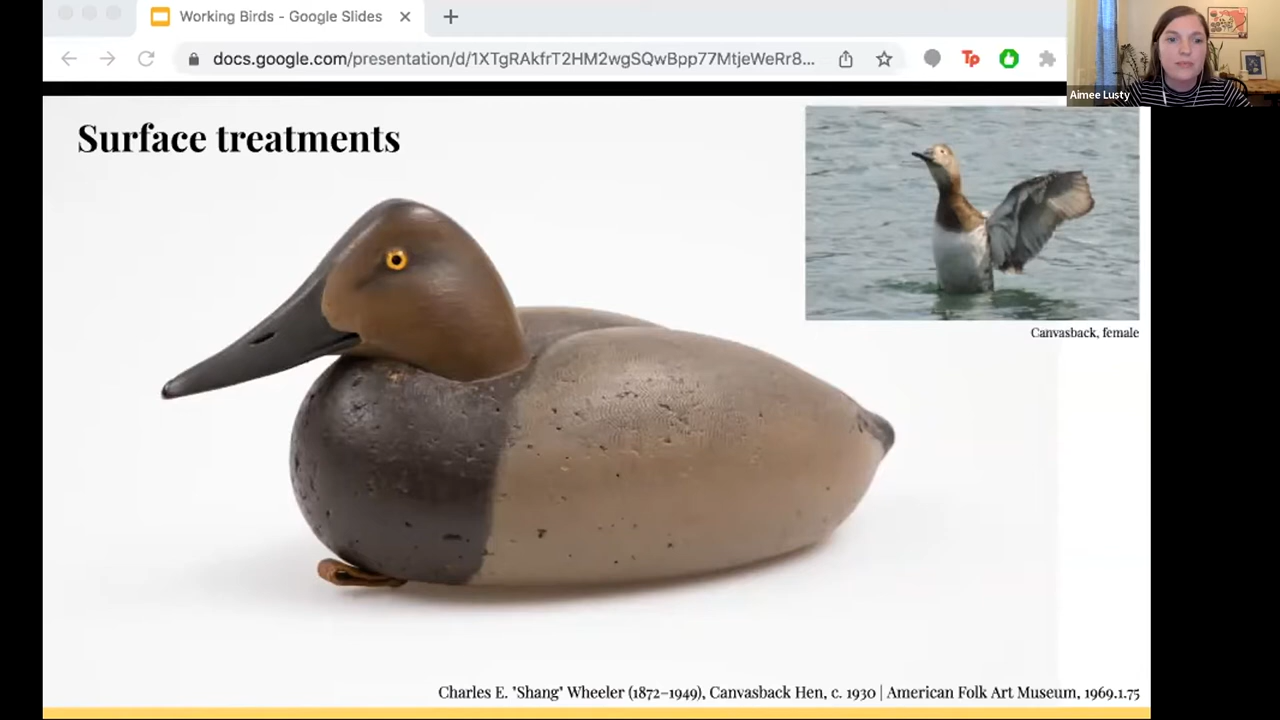 Working Birds - Google Slides
docs.google.com/presentation/d/1XTgRAkfrT2HM2wgSQwBpp77MtjeWeRr8...
Tp
Aimee Lusty
Surface treatments
Canvasback, female
Charles E. "Shang" Wheeler (1872–1949), Canvasback Hen, c. 1930 | American Folk Art Museum, 1969.1.75